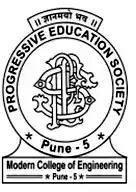 ॥ ज्ञानमयो भव ॥
PROGRESSIVE EDUCATION SOCIETY
★ Pune - 5 ★
Modern College of Engineering
★ Pune - 5 ★